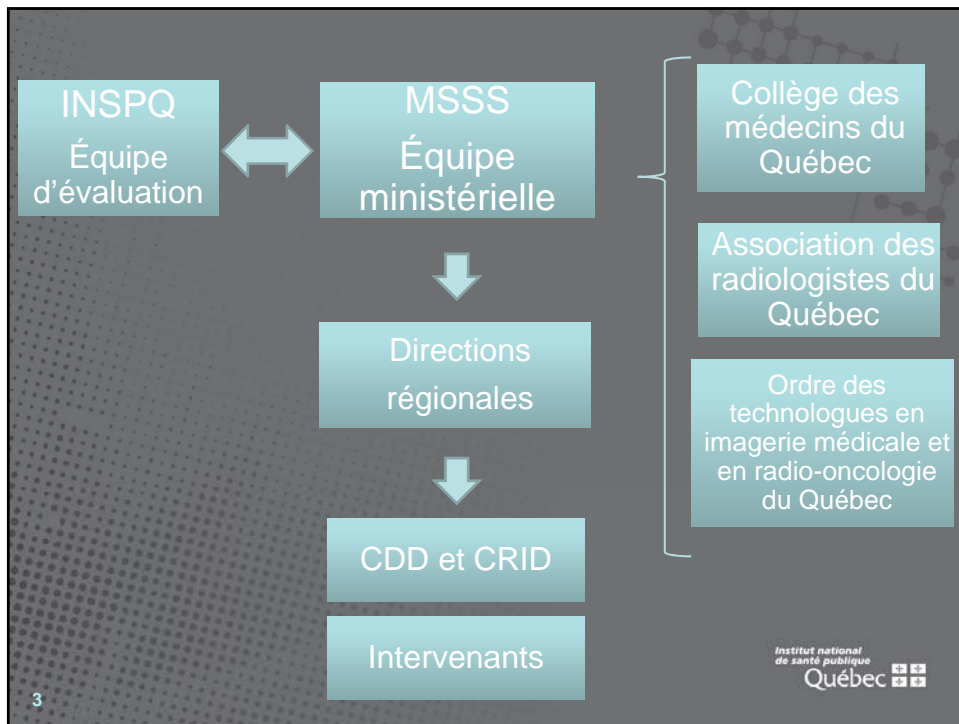 INSPQ
Équipe
d'évaluation
MSSS
Équipe
ministérielle
Directions
régionales
CDD et CRID
Intervenants
Collège des
médecins du
Québec
Association des
radiologistes du
Québec
Ordre des
technologues en
imagerie médicale et
en radio-oncologie
du Québec
3
Institut national
de santé publique
Québec